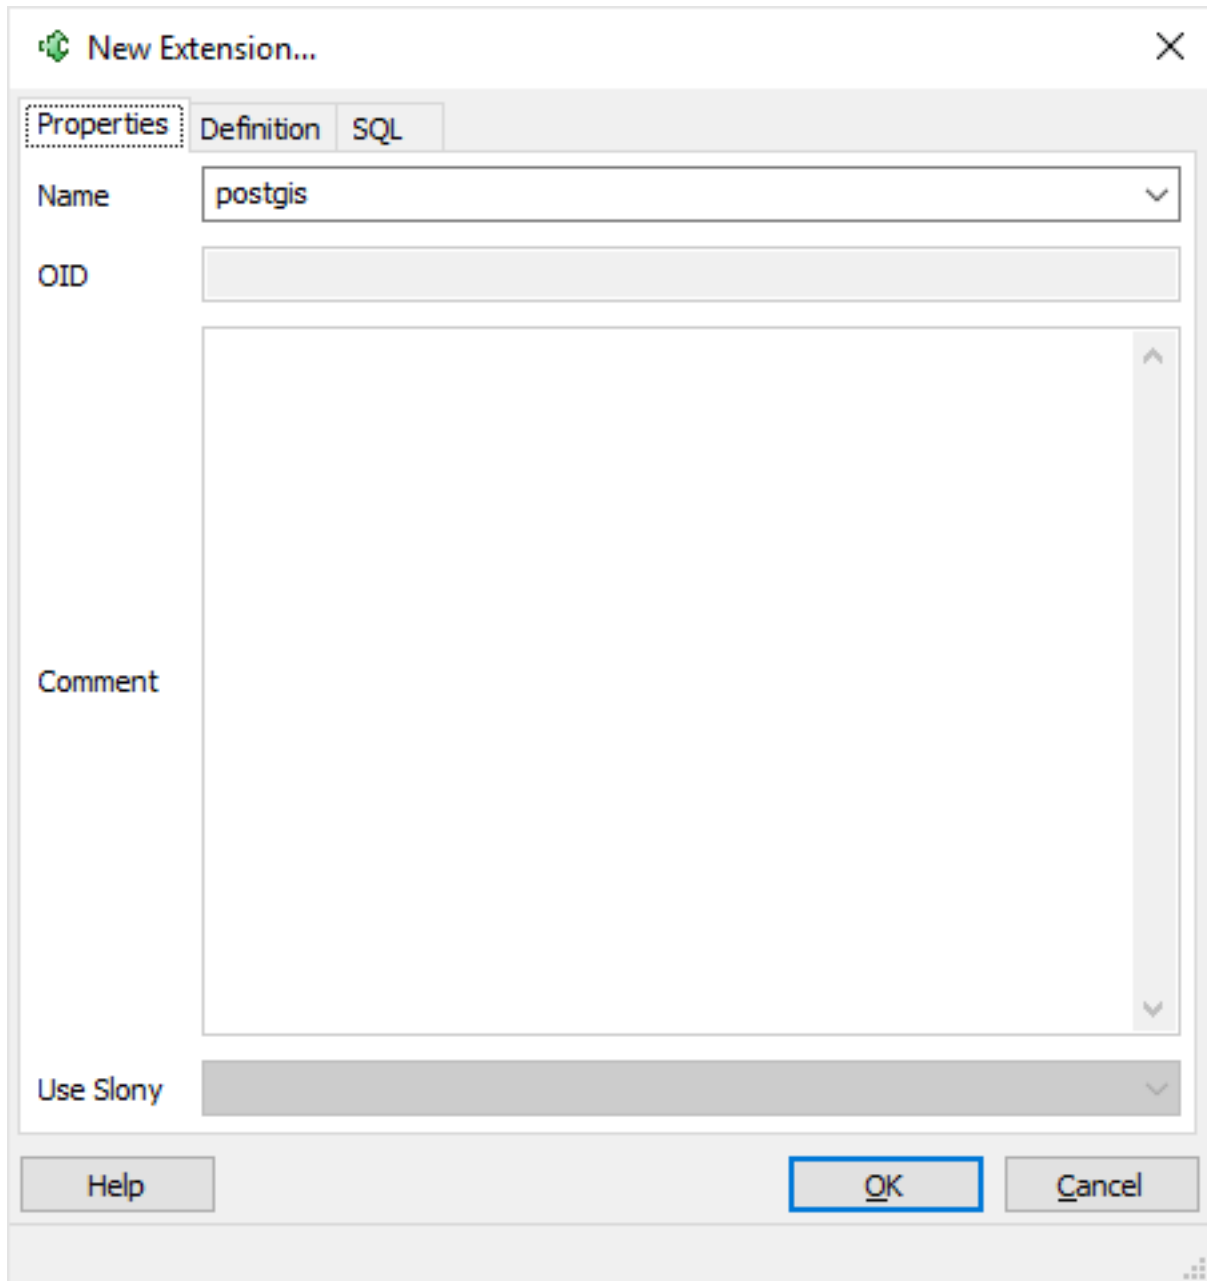 New Extension...
Properties Definition SQL
Name postgis
OID
Comment
Use Slony
Help OK Cancel